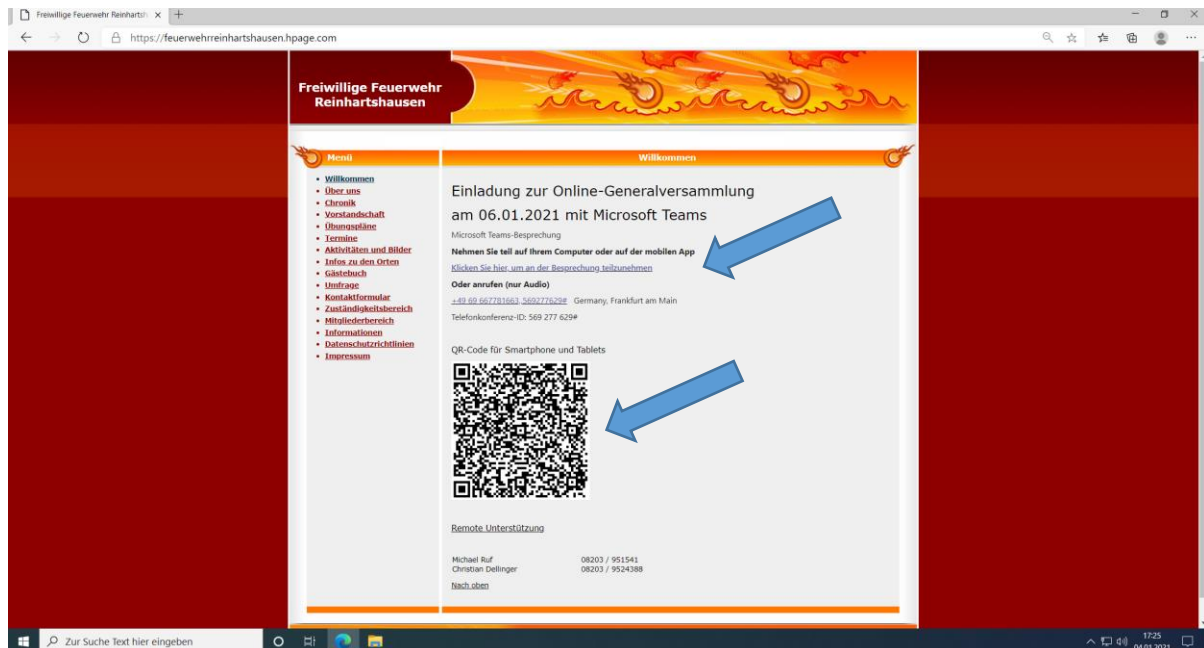 Freiwillige Feuerwehr Reinhartsh
https://feuerwehrreinhartshausen.hpage.com
Freiwillige Feuerwehr
Reinhartshausen
Menü
Willkommen
Willkommen
Über uns
Chronik
Vorstandschaft
Übungspläne
Termine
Aktivitäten und Bilder
Infos zu den Orten
Gästebuch
Umfrage
Kontaktformular
Zuständigkeitsbereich
Mitgliederbereich
Informationen
Datenschutzrichtlinien
Impressum
Einladung zur Online-Generalversammlung
am 06.01.2021 mit Microsoft Teams
Microsoft Teams-Besprechung
Nehmen Sie teil auf Ihrem Computer oder auf der mobilen App
Klicken Sie hier, um an der Besprechung teilzunehmen
Oder anrufen (nur Audio)
+49 69 667781663,,569277629# Germany, Frankfurt am Main
Telefonkonferenz-ID: 569 277 629#
QR-Code für Smartphone und Tablets
Remote Unterstützung
Michael Ruf 08203 / 951541
Christian Dellinger 08203 / 9524388
Nach oben
Zur Suche Text hier eingeben
17:25
04.01.2021